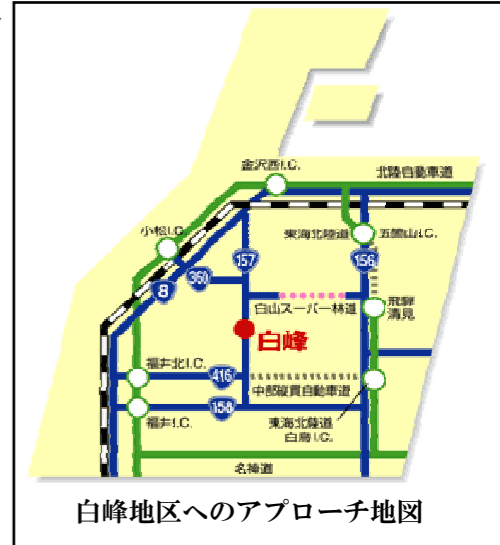 金沢西I.C.
北陸自動車道
小松I.C.
東海北陸道
五箇山I.C.
157
156
360
8
白山スーパー林道
飛騨
清見
白峰
福井北I.C.
416
中部縦貫自動車道
158
福井I.C.
東海北陸道
白鳥I.C.
名神道
白峰地区へのアプローチ地図